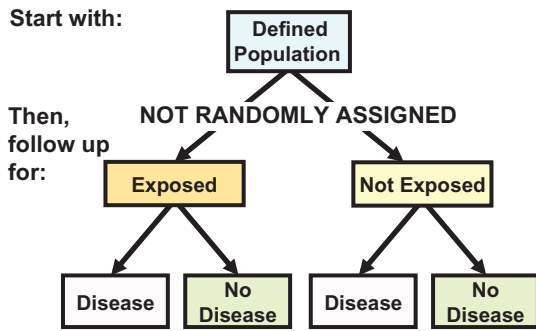 Start with:
Defined
Population
Then,
follow up
for:
NOT RANDOMLY ASSIGNED
Exposed
Not Exposed
Disease
No
Disease
Disease
No
Disease